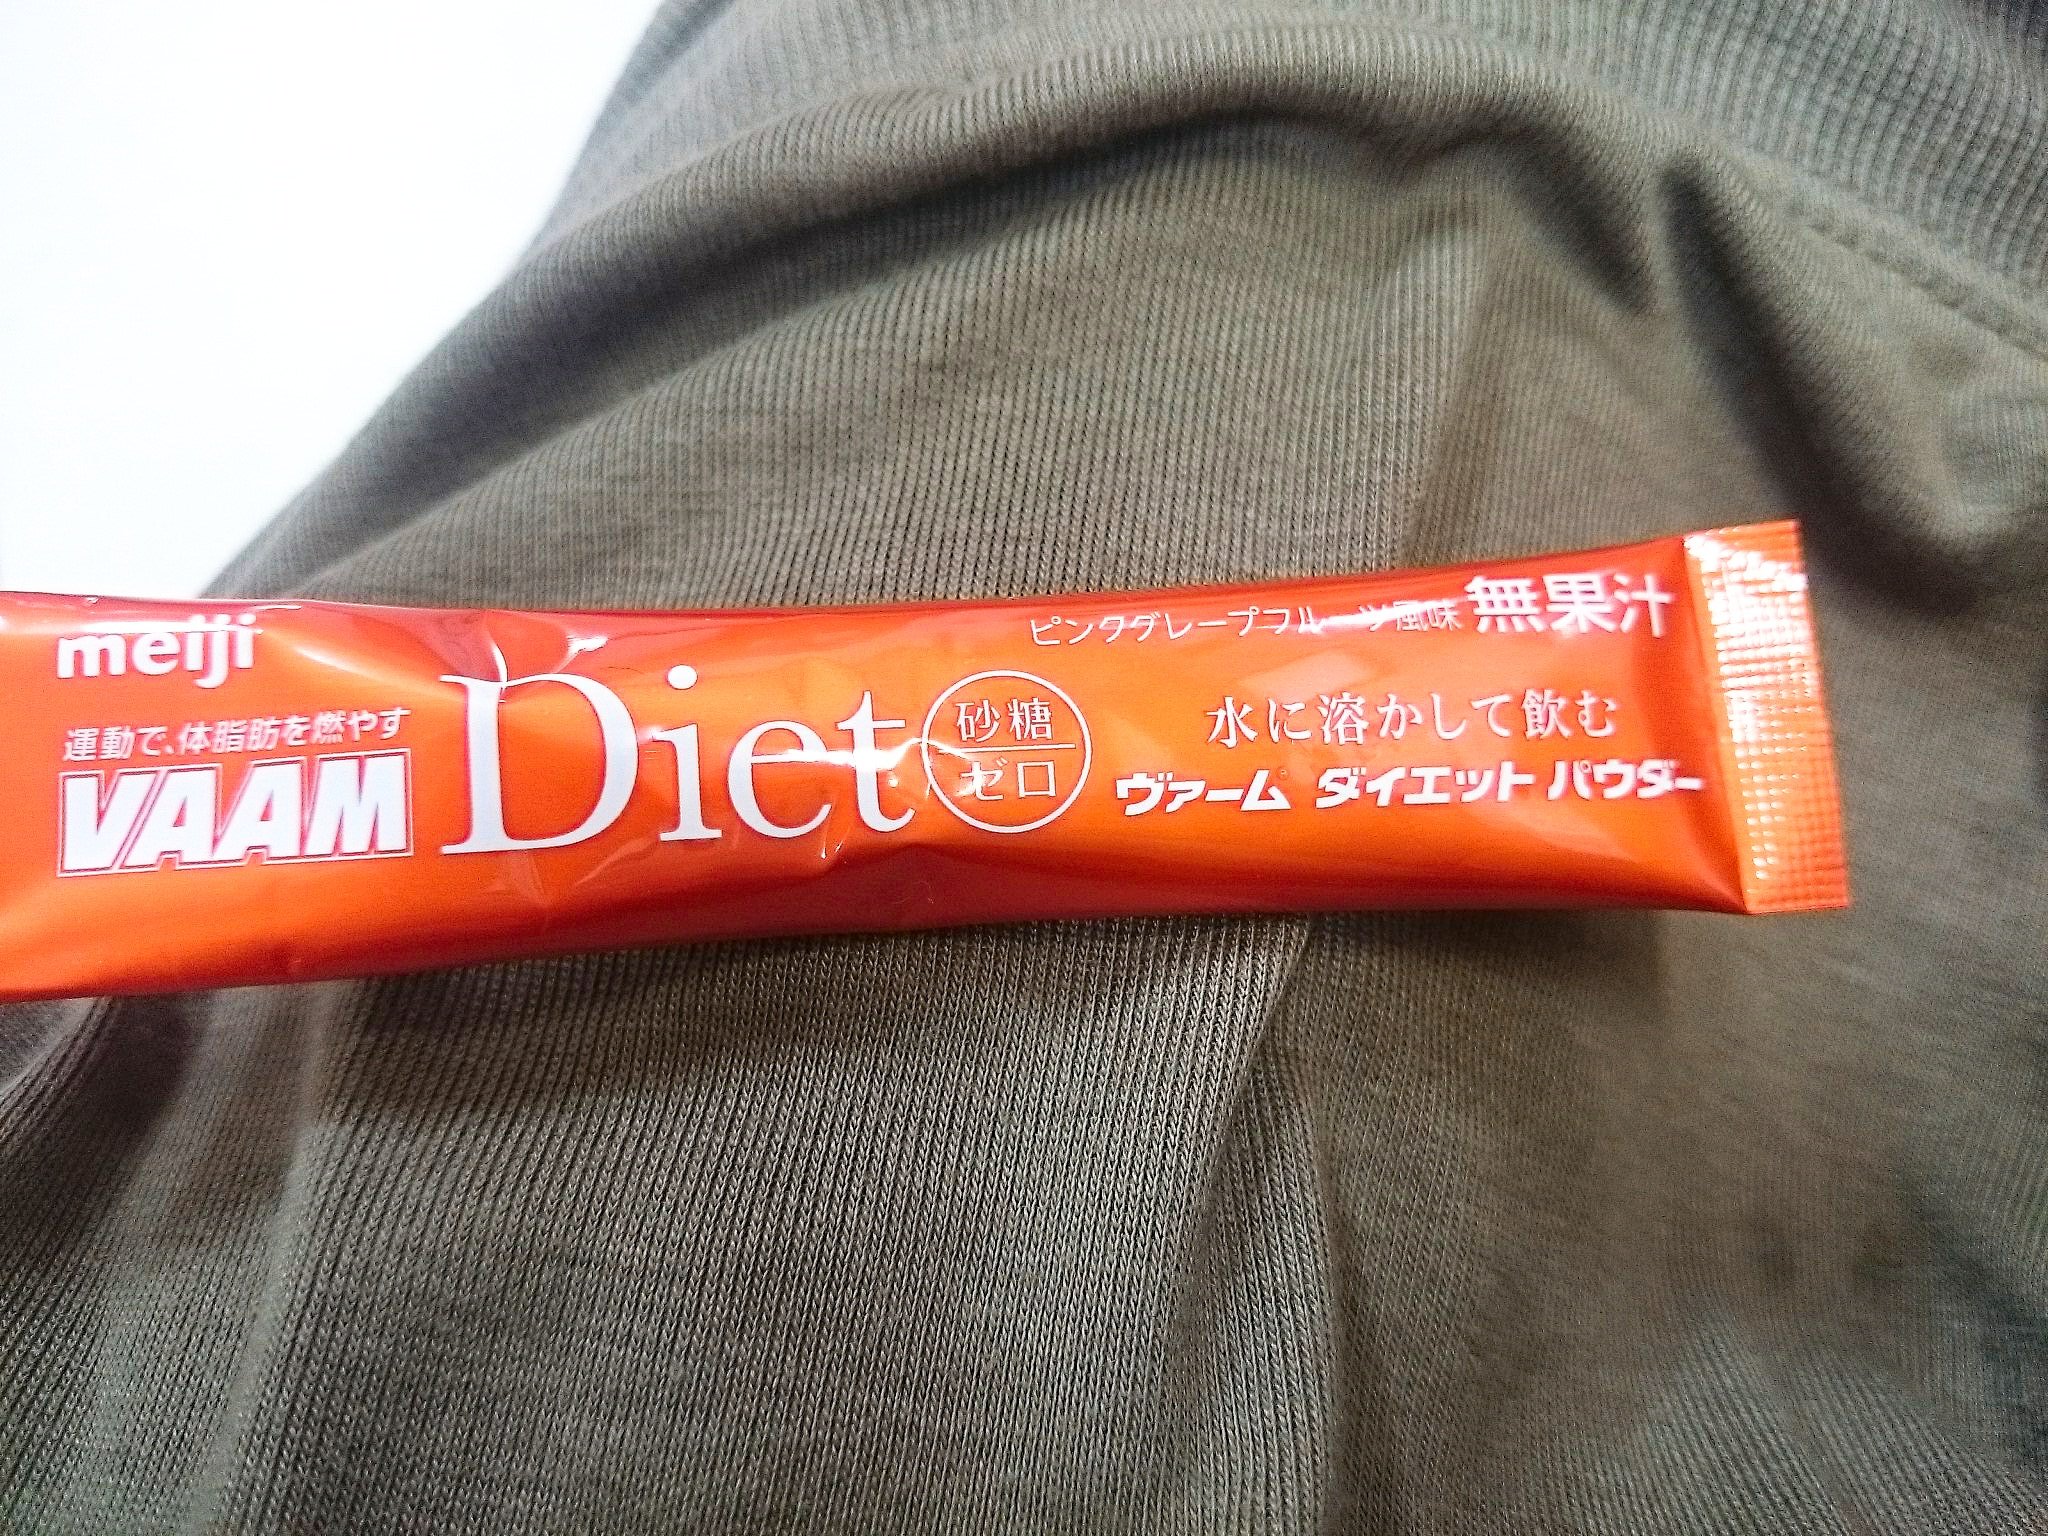 meiji
運動で、体脂肪を燃やす
VAAM
Diet
砂糖
ゼロ
ピンクグレープフルーツ風味 無果汁
水に溶かして飲む
ヴァーム ダイエット パウダー